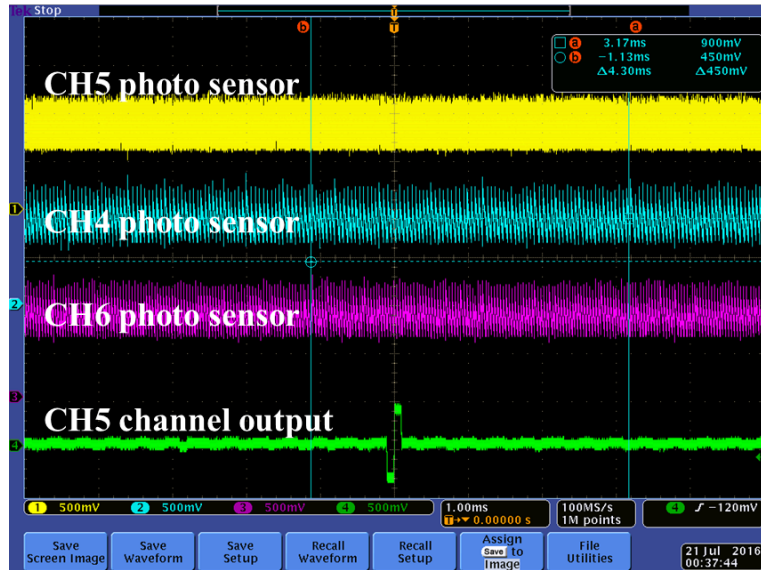 Tek Stop
b
T
a
a 3.17ms 900mV
b −1.13ms 450mV
Δ4.30ms Δ450mV
CH5 photo sensor
1
CH4 photo sensor
2
CH6 photo sensor
3
CH5 channel output
4
1 500mV 2 500mV 3 500mV 4 500mV
1.00ms
T→▼ 0.00000 s
100MS/s
1M points
4 ∫ −120mV
Save Screen Image
Save Waveform
Save Setup
Recall Waveform
Recall Setup
Assign Save to Image
File Utilities
21 Jul 2016
00:37:44